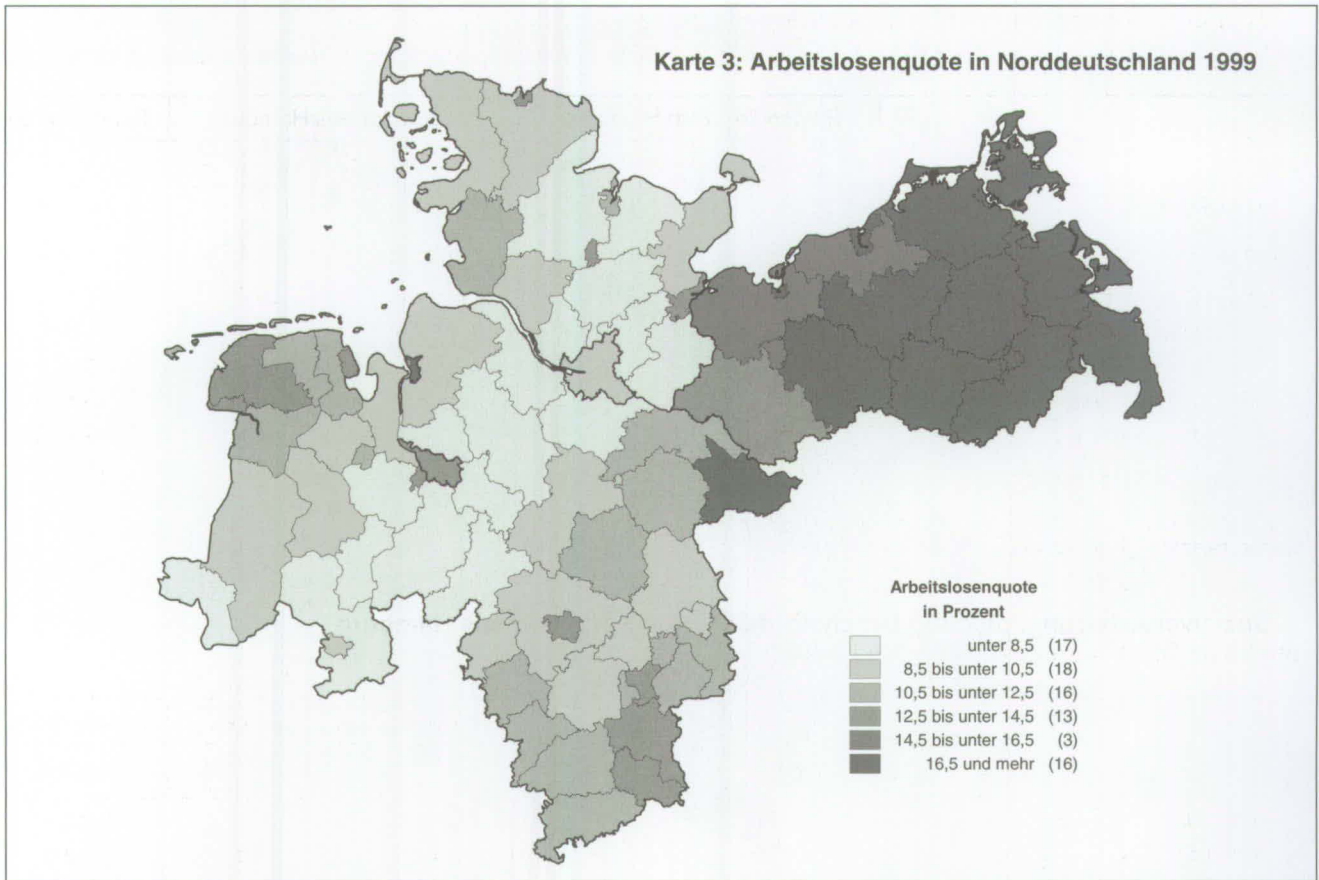 Karte 3: Arbeitslosenquote in Norddeutschland 1999
Arbeitslosenquote
in Prozent
unter 8,5 (17)
8,5 bis unter 10,5 (18)
10,5 bis unter 12,5 (16)
12,5 bis unter 14,5 (13)
14,5 bis unter 16,5 (3)
16,5 und mehr (16)